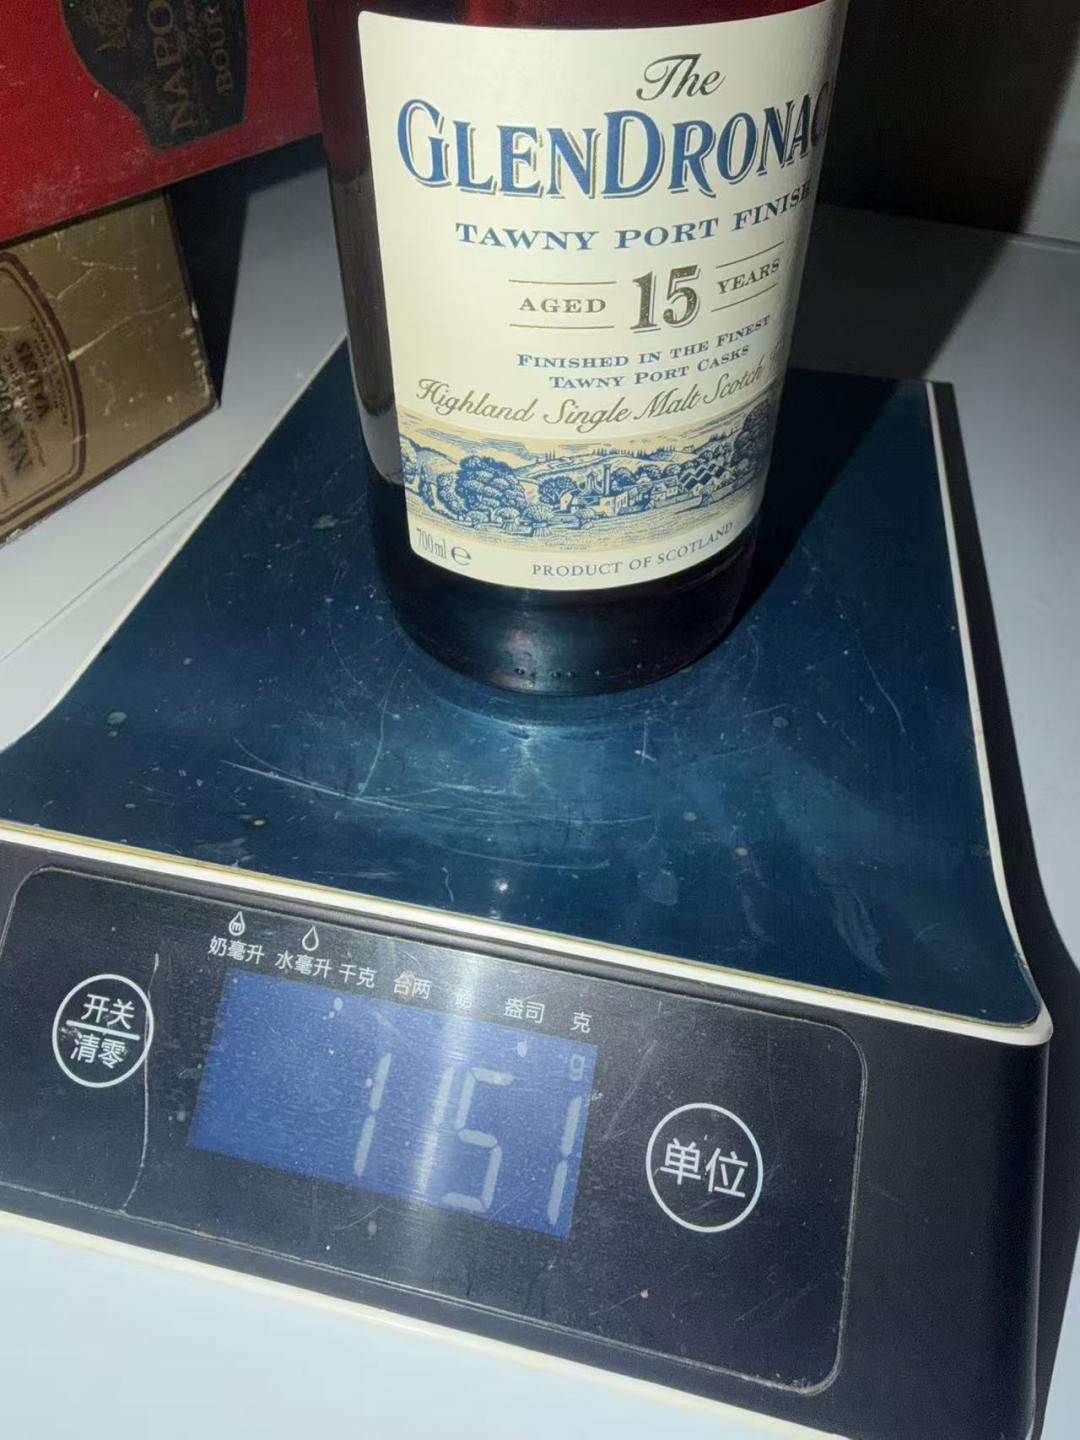 NAPO
BOUR
The
GLENDRONAC
TAWNY PORT FINISH
AGED 15 YEARS
FINISHED IN THE FINEST
TAWNY PORT CASKS
Highland Single Malt Scotch
700ml e
PRODUCT OF SCOTLAND
奶毫升 水毫升 千克 台两 盎司 克
开关
清零
1151
g
单位